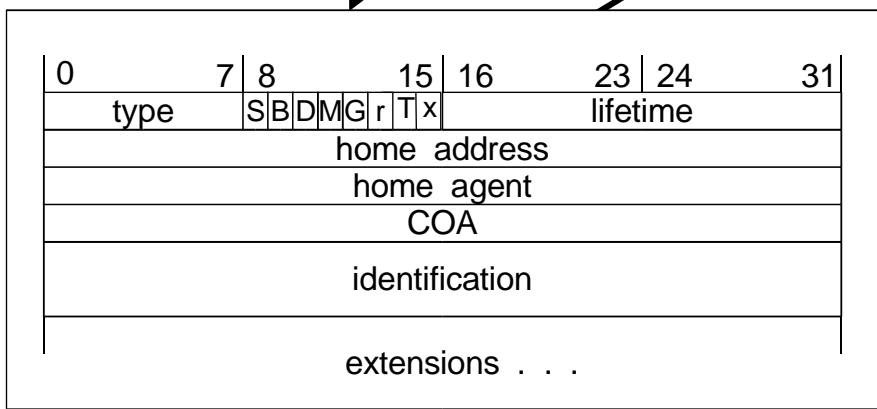 0 7 8 15 16 23 24 31
type S B D M G r T x lifetime
home address
home agent
COA
identification
extensions . . .